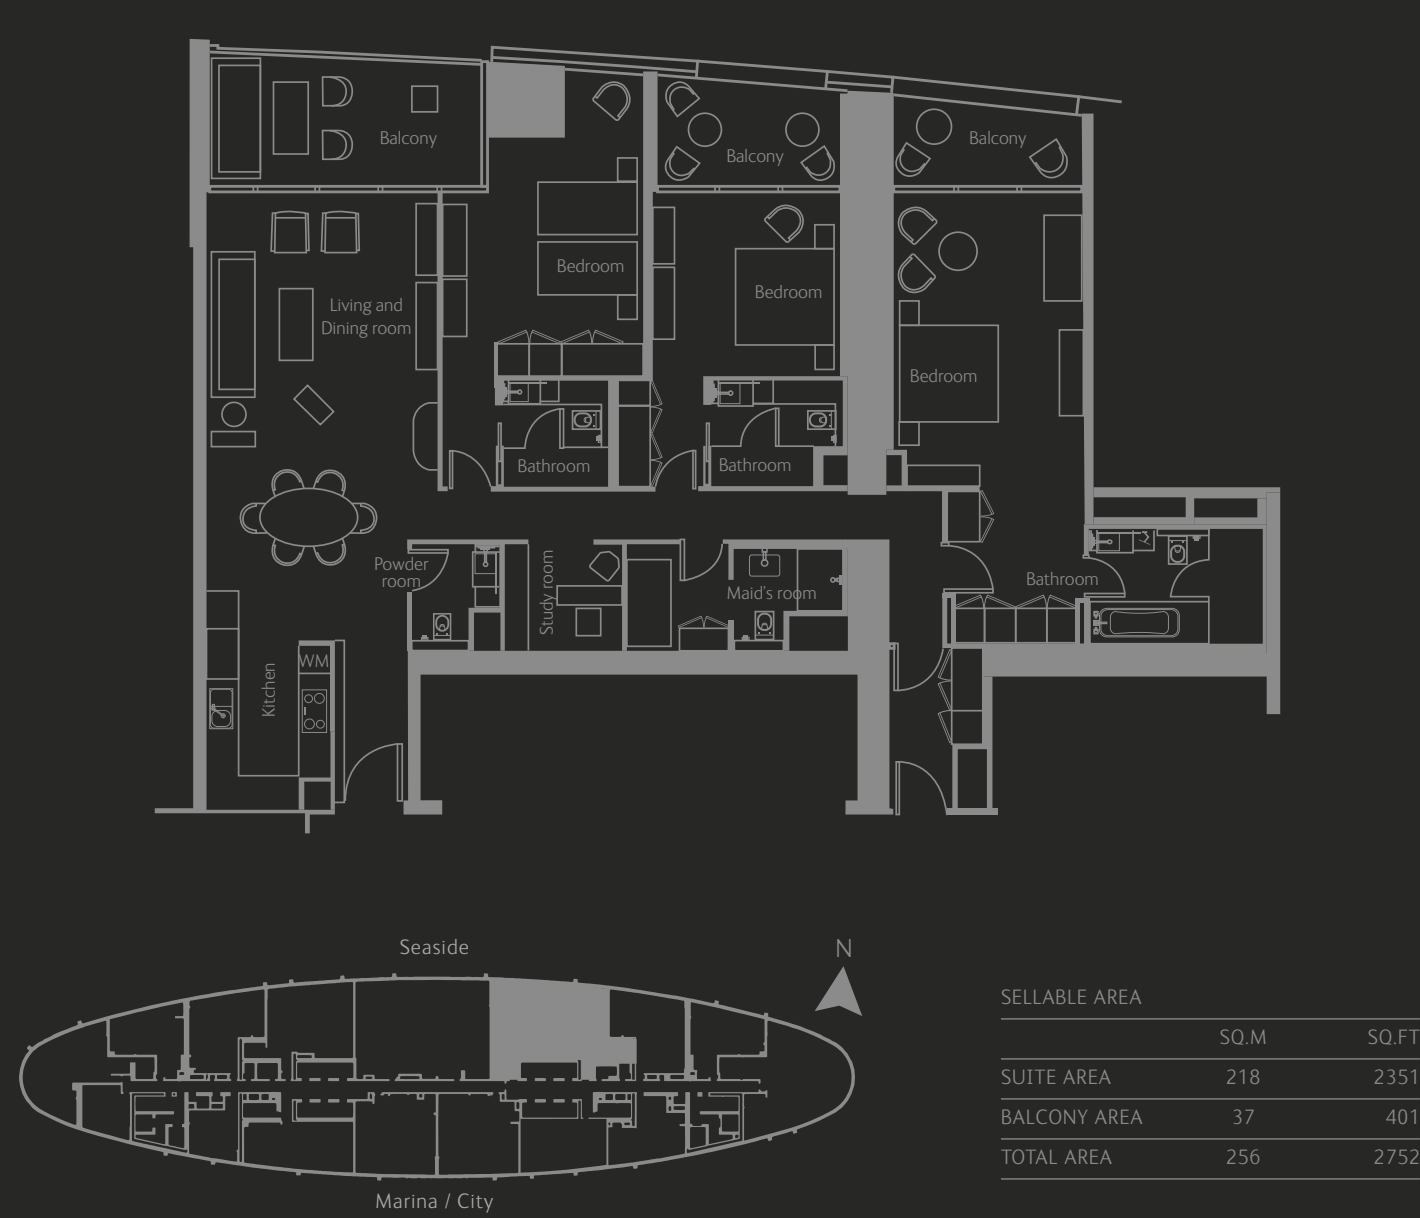 Balcony
Balcony
Balcony
Bedroom
Bedroom
Living and
Dining room
Bedroom
Bathroom
Bathroom
Powder
room
Study room
Maid's room
Bathroom
WM
Kitchen
Seaside
N
Marina / City
SELLABLE AREA
SQ.M SQ.FT
SUITE AREA 218 2351
BALCONY AREA 37 401
TOTAL AREA 256 2752